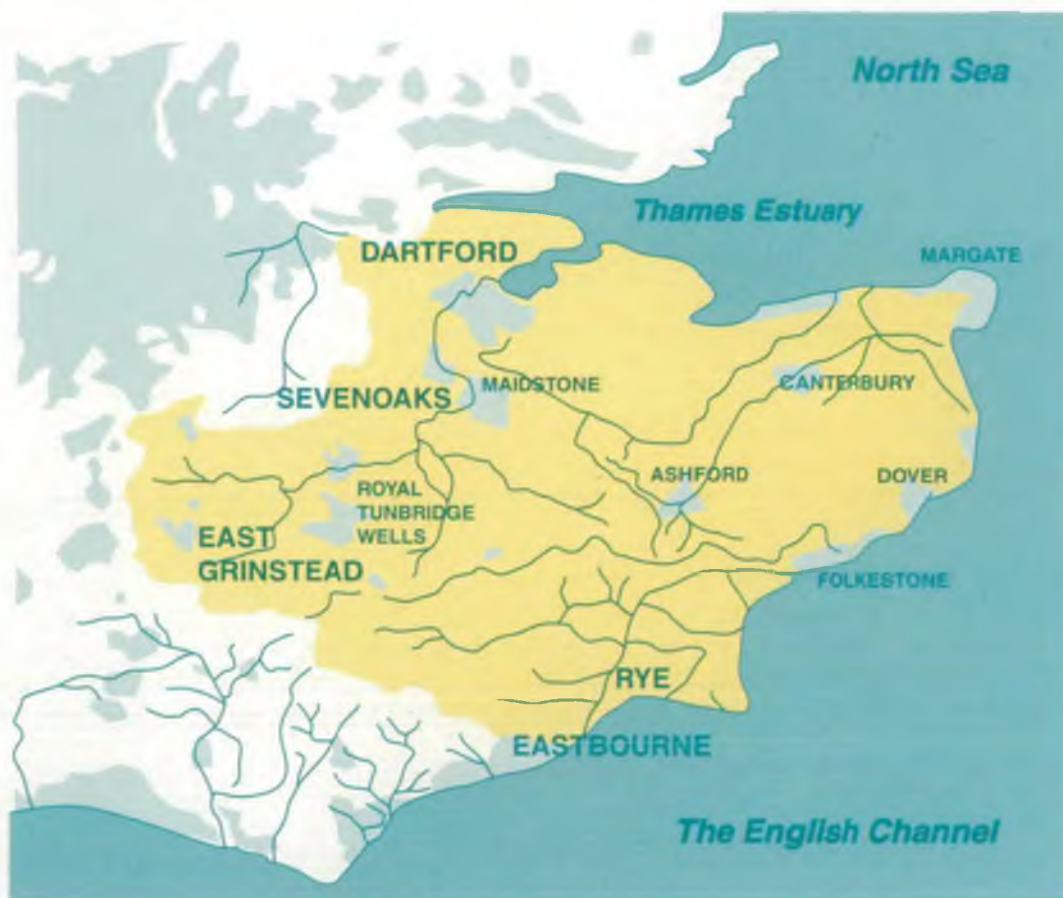 North Sea
Thames Estuary
DARTFORD
MARGATE
SEVENOAKS
MAIDSTONE
CANTERBURY
ASHFORD
DOVER
ROYAL
TUNBRIDGE
WELLS
EAST
GRINSTEAD
FOLKESTONE
RYE
EASTBOURNE
The English Channel